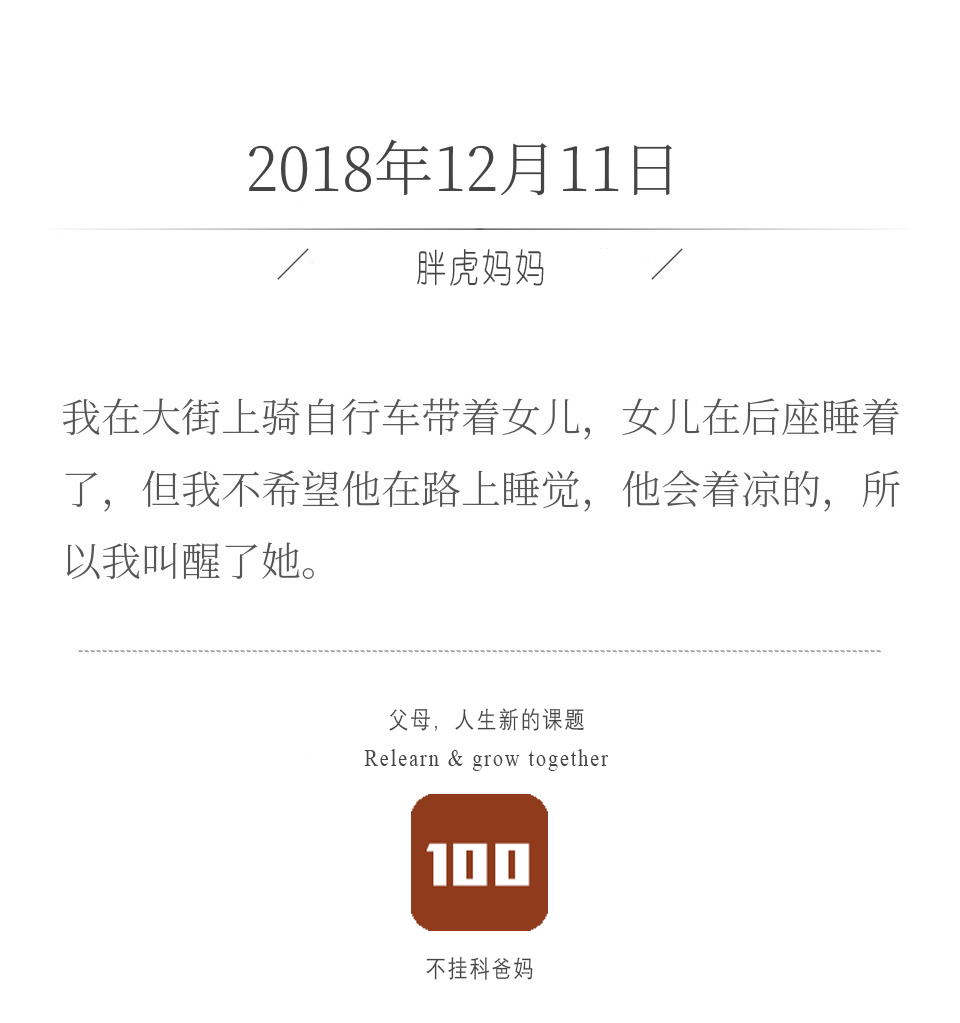 2018年12月11日
胖虎妈妈
我在大街上骑自行车带着女儿，女儿在后座睡着
了，但我不希望他在路上睡觉，他会着凉的，所
以我叫醒了她。
父母，人生新的课题
Relearn & grow together
100
不挂科爸妈